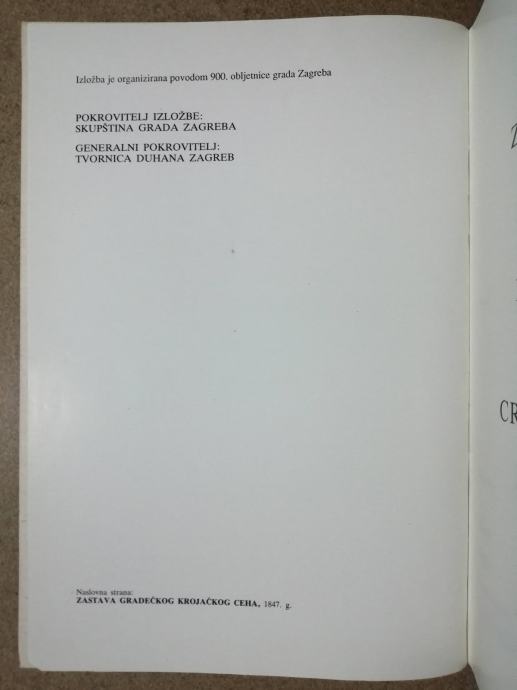 Izložba je organizirana povodom 900. obljetnice grada Zagreba
POKROVITELJ IZLOŽBE:
SKUPŠTINA GRADA ZAGREBA
GENERALNI POKROVITELJ:
TVORNICA DUHANA ZAGREB
Naslovna strana:
ZASTAVA GRADEČKOG KROJAČKOG CEHA, 1847. g.
CR